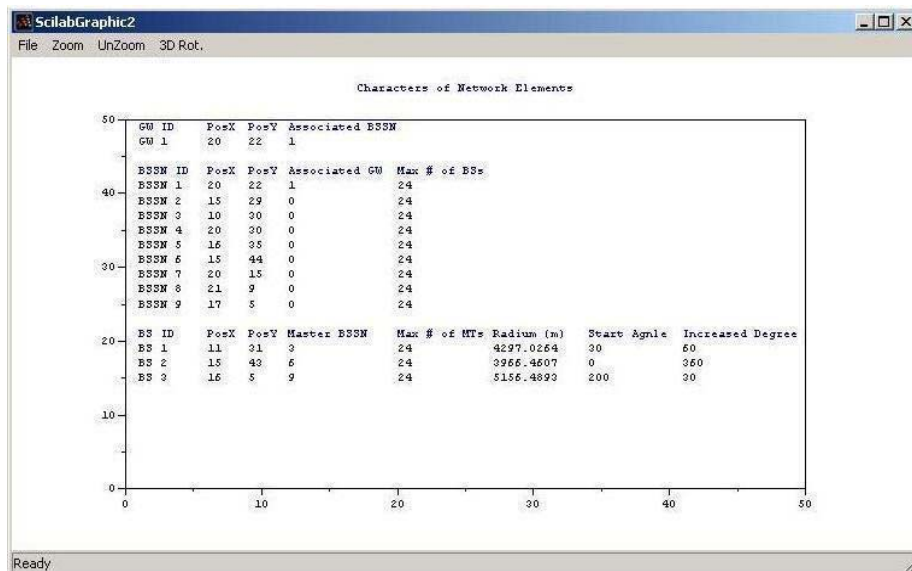 ScilabGraphic2
File Zoom UnZoom 3D Rot.
Characters of Network Elements
GW ID PosX PosY Associated BSSN
GW 1 20 22 1
BSSN ID PosX PosY Associated GW Max # of BSs
BSSN 1 20 22 1 24
BSSN 2 15 29 0 24
BSSN 3 10 30 0 24
BSSN 4 20 30 0 24
BSSN 5 16 35 0 24
BSSN 6 15 44 0 24
BSSN 7 20 15 0 24
BSSN 8 21 9 0 24
BSSN 9 17 5 0 24
BS ID PosX PosY Master BSSN Max # of MTs Radium (m) Start Agnle Increased Degree
BS 1 11 31 3 24 4297.0264 30 60
BS 2 15 43 6 24 3966.4607 0 360
BS 3 16 5 9 24 5156.4893 200 30
50
40
30
20
10
0
0 10 20 30 40 50
Ready